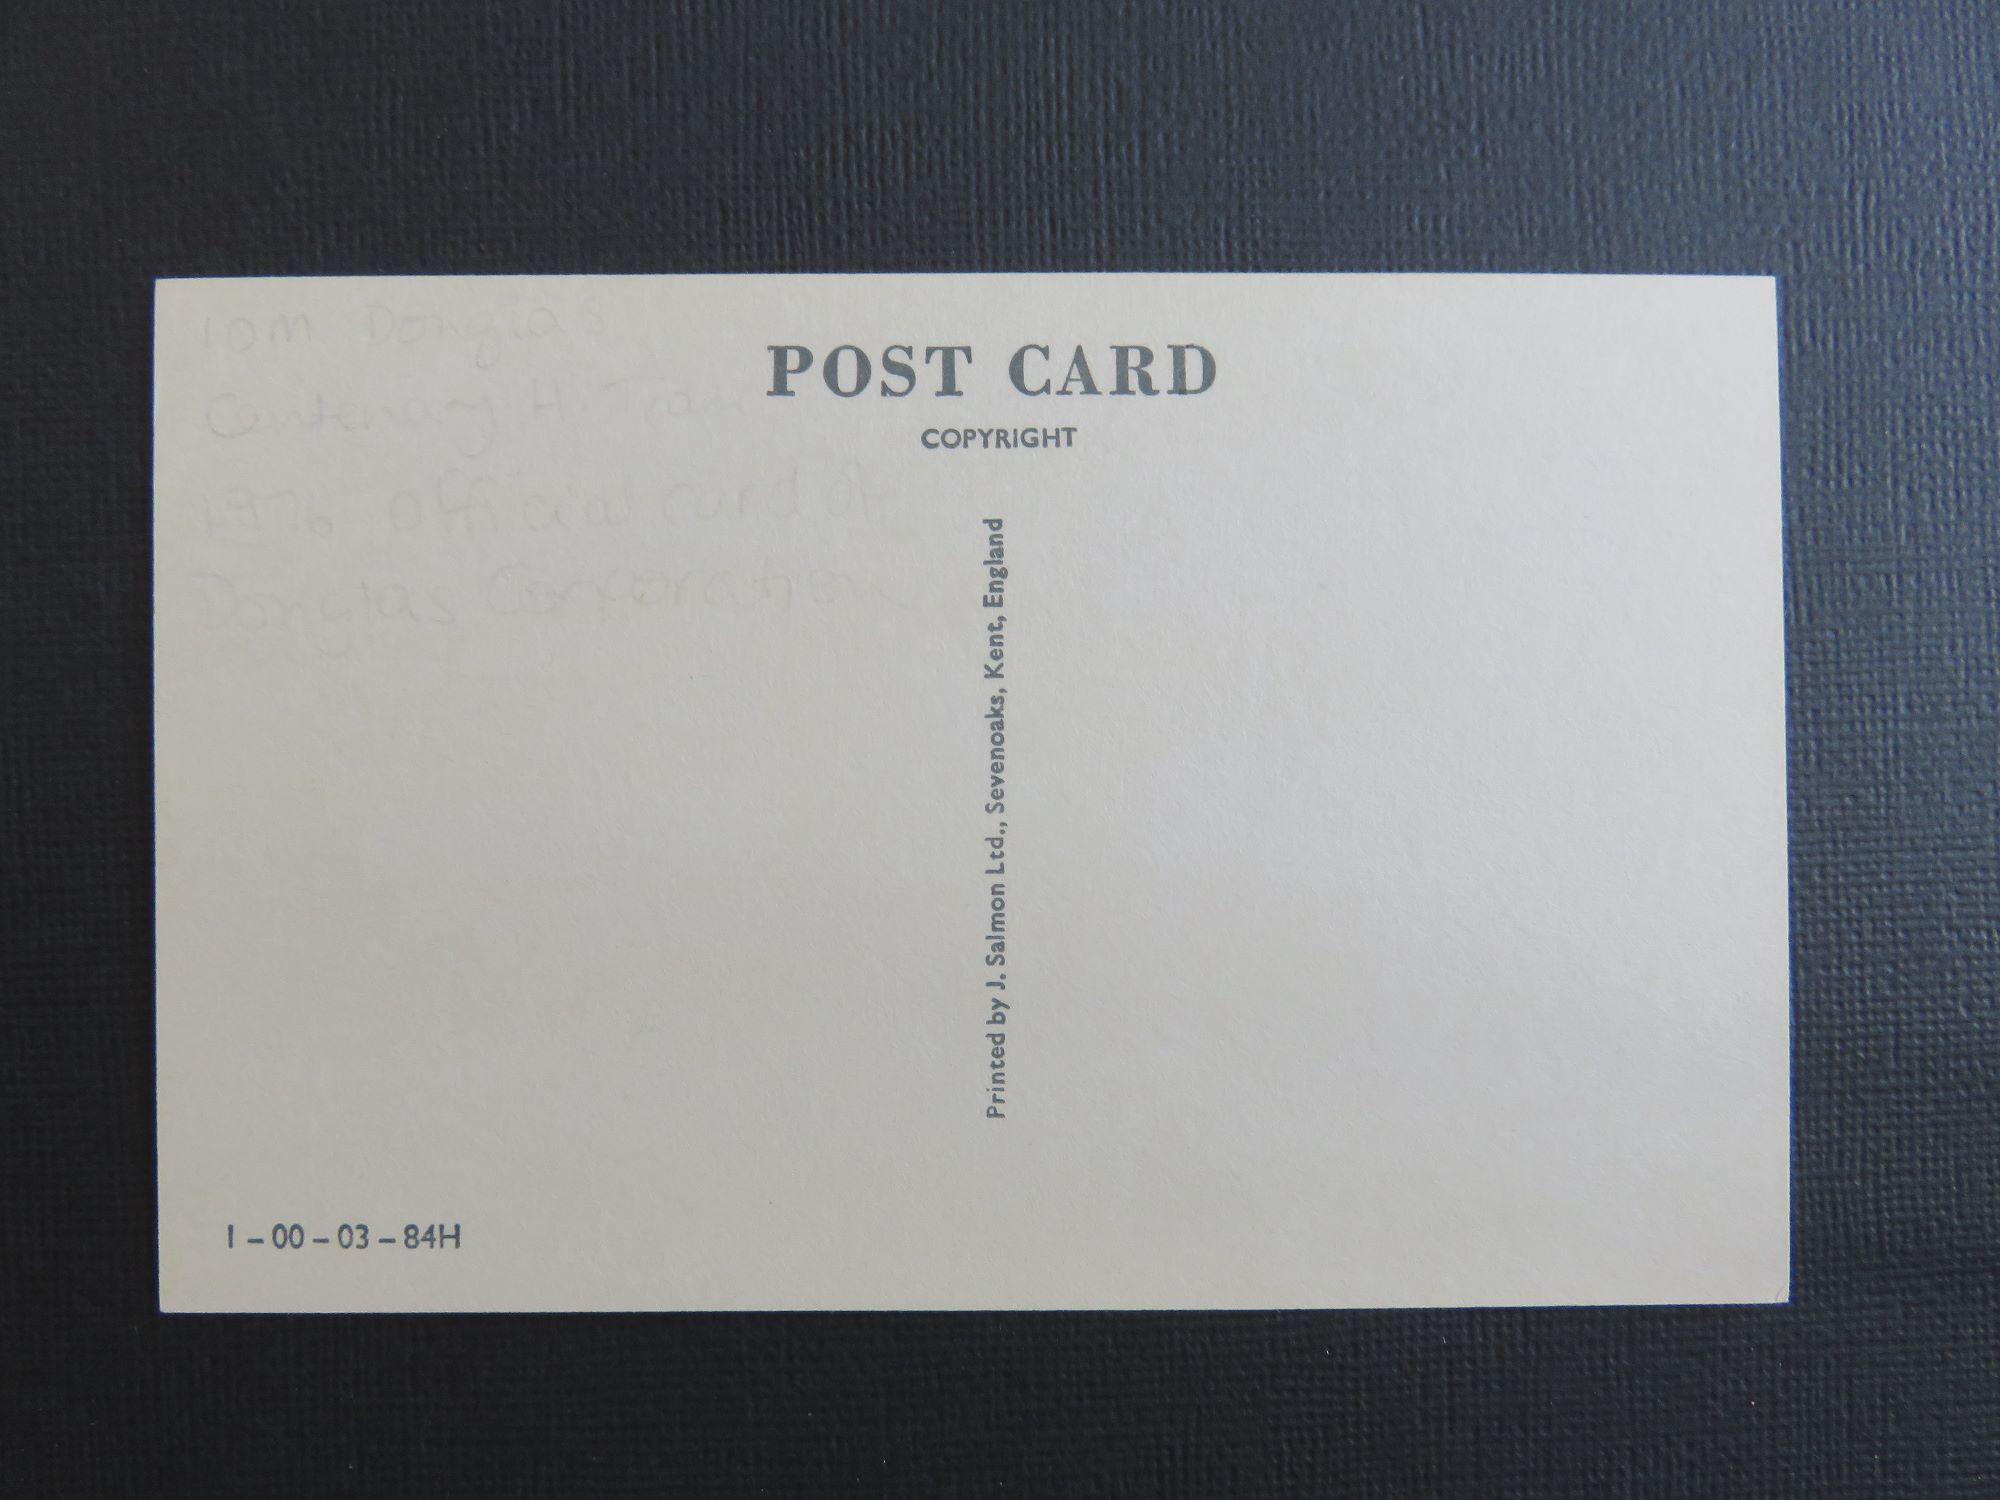 IOM Douglas
Centenary H. Tram
1976 Official card of
Douglas Corporation
POST CARD
COPYRIGHT
Printed by J. Salmon Ltd., Sevenoaks, Kent, England
1 – 00 – 03 – 84H